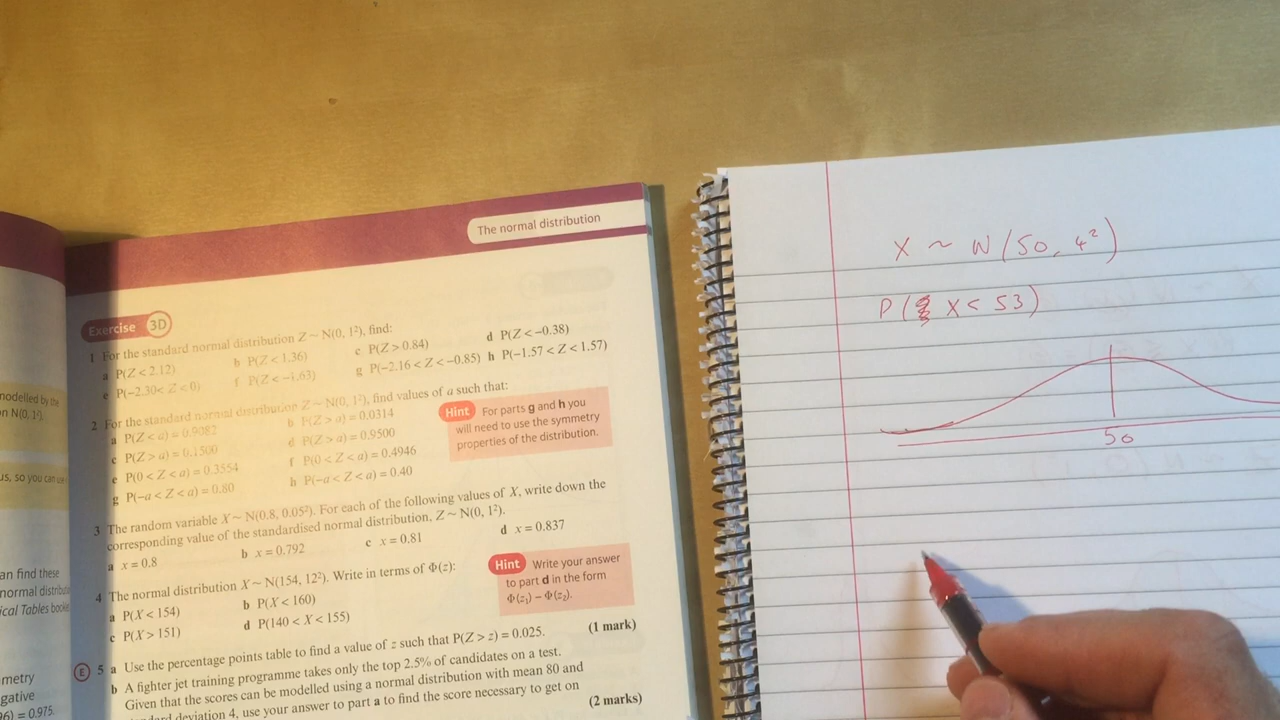 The normal distribution
Exercise 3D
1 For the standard normal distribution Z ~ N(0, 1²), find:
a P(Z < 2.12) b P(Z < 1.36) c P(Z > 0.84) d P(Z < −0.38)
e P(−2.30 < Z < 0) f P(Z < −1.63) g P(−2.16 < Z < −0.85) h P(−1.57 < Z < 1.57)
2 For the standard normal distribution Z ~ N(0, 1²), find values of a such that:
a P(Z < a) = 0.9082 b P(Z > a) = 0.0314
c P(Z > a) = 0.1500 d P(Z > a) = 0.9500
e P(0 < Z < a) = 0.3554 f P(0 < Z < a) = 0.4946
g P(−a < Z < a) = 0.80 h P(−a < Z < a) = 0.40
Hint For parts g and h you
will need to use the symmetry
properties of the distribution.
3 The random variable X ~ N(0.8, 0.05²). For each of the following values of X, write down the
corresponding value of the standardised normal distribution, Z ~ N(0, 1²).
a x = 0.8 b x = 0.792 c x = 0.81 d x = 0.837
4 The normal distribution X ~ N(154, 12²). Write in terms of Φ(z):
a P(X < 154) b P(X < 160)
c P(X > 151) d P(140 < X < 155)
Hint Write your answer
to part d in the form
Φ(z₁) − Φ(z₂).
E 5 a Use the percentage points table to find a value of z such that P(Z > z) = 0.025. (1 mark)
b A fighter jet training programme takes only the top 2.5% of candidates on a test.
Given that the scores can be modelled using a normal distribution with mean 80 and
deviation 4, use your answer to part a to find the score necessary to get on (2 marks)
modelled by the
N(0, 1²).
so you can
an find these
normal
ical Tables
metry
gative
= 0.975.
X ~ N(50, 4²)
P( X < 53)
50